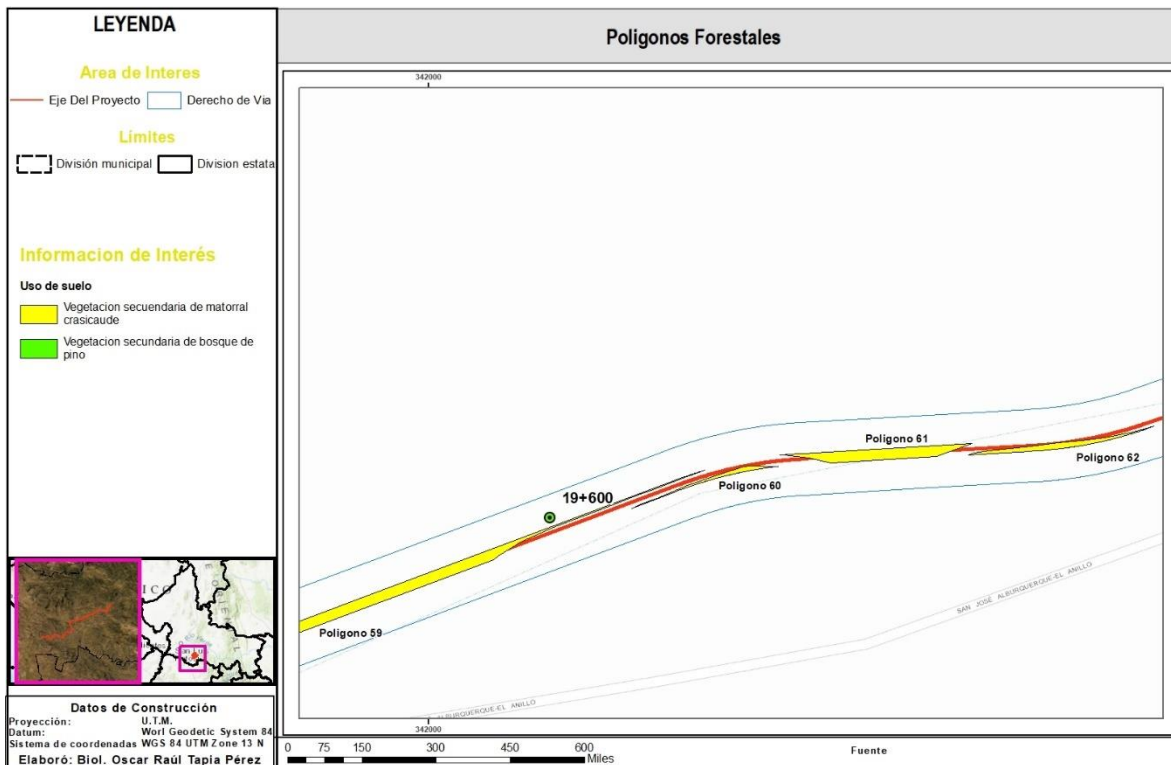 LEYENDA
Area de Interes
Eje Del Proyecto
Derecho de Via
Límites
División municipal
Division estata
Informacion de Interés
Uso de suelo
Vegetacion secuendaria de matorral
crasicaude
Vegetacion secundaria de bosque de
pino
Datos de Construcción
Proyección: U.T.M.
Datum: Worl Geodetic System 84
Sistema de coordenadas WGS 84 UTM Zone 13 N
Elaboró: Biol. Oscar Raúl Tapia Pérez
Poligonos Forestales
342000
Poligono 61
Poligono 62
Poligono 60
19+600
Poligono 59
SAN JOSÉ ALBURQUERQUE-EL ANILLO
ALBURQUERQUE-EL ANILLO
342000
0 75 150 300 450 600
Miles
Fuente